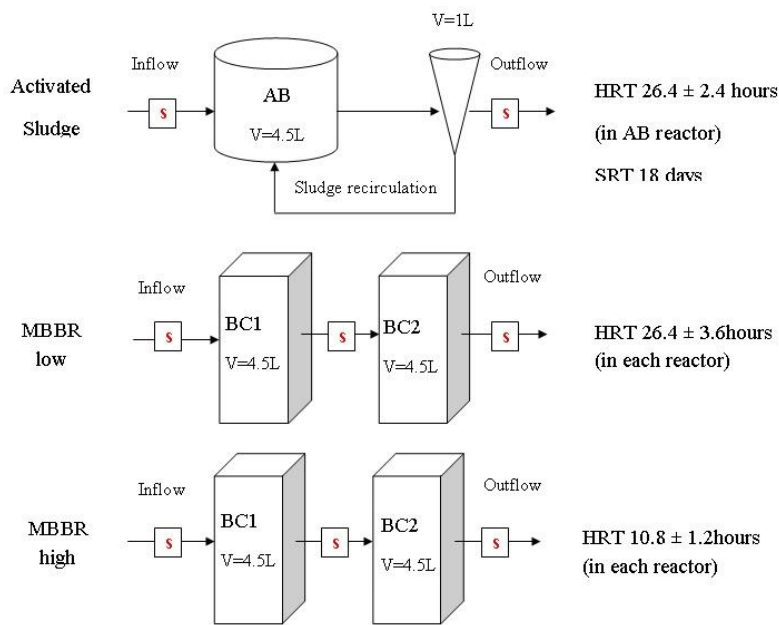 V=1L
Inflow
Outflow
Activated
Sludge
S
AB
V=4.5L
S
HRT 26.4 ± 2.4 hours
(in AB reactor)
SRT 18 days
Sludge recirculation
Inflow
Outflow
MBBR
low
S
BC1
V=4.5L
S
BC2
V=4.5L
S
HRT 26.4 ± 3.6hours
(in each reactor)
Inflow
Outflow
MBBR
high
S
BC1
V=4.5L
S
BC2
V=4.5L
S
HRT 10.8 ± 1.2hours
(in each reactor)